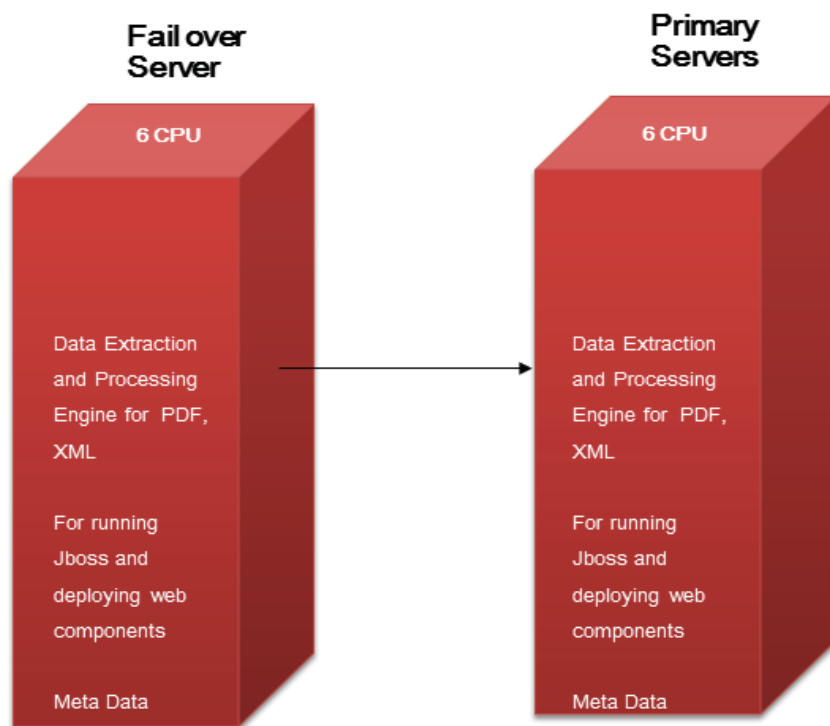 Fail over
Server
6 CPU
Data Extraction
and Processing
Engine for PDF,
XML
For running
Jboss and
deploying web
components
Meta Data
Primary
Servers
6 CPU
Data Extraction
and Processing
Engine for PDF,
XML
For running
Jboss and
deploying web
components
Meta Data